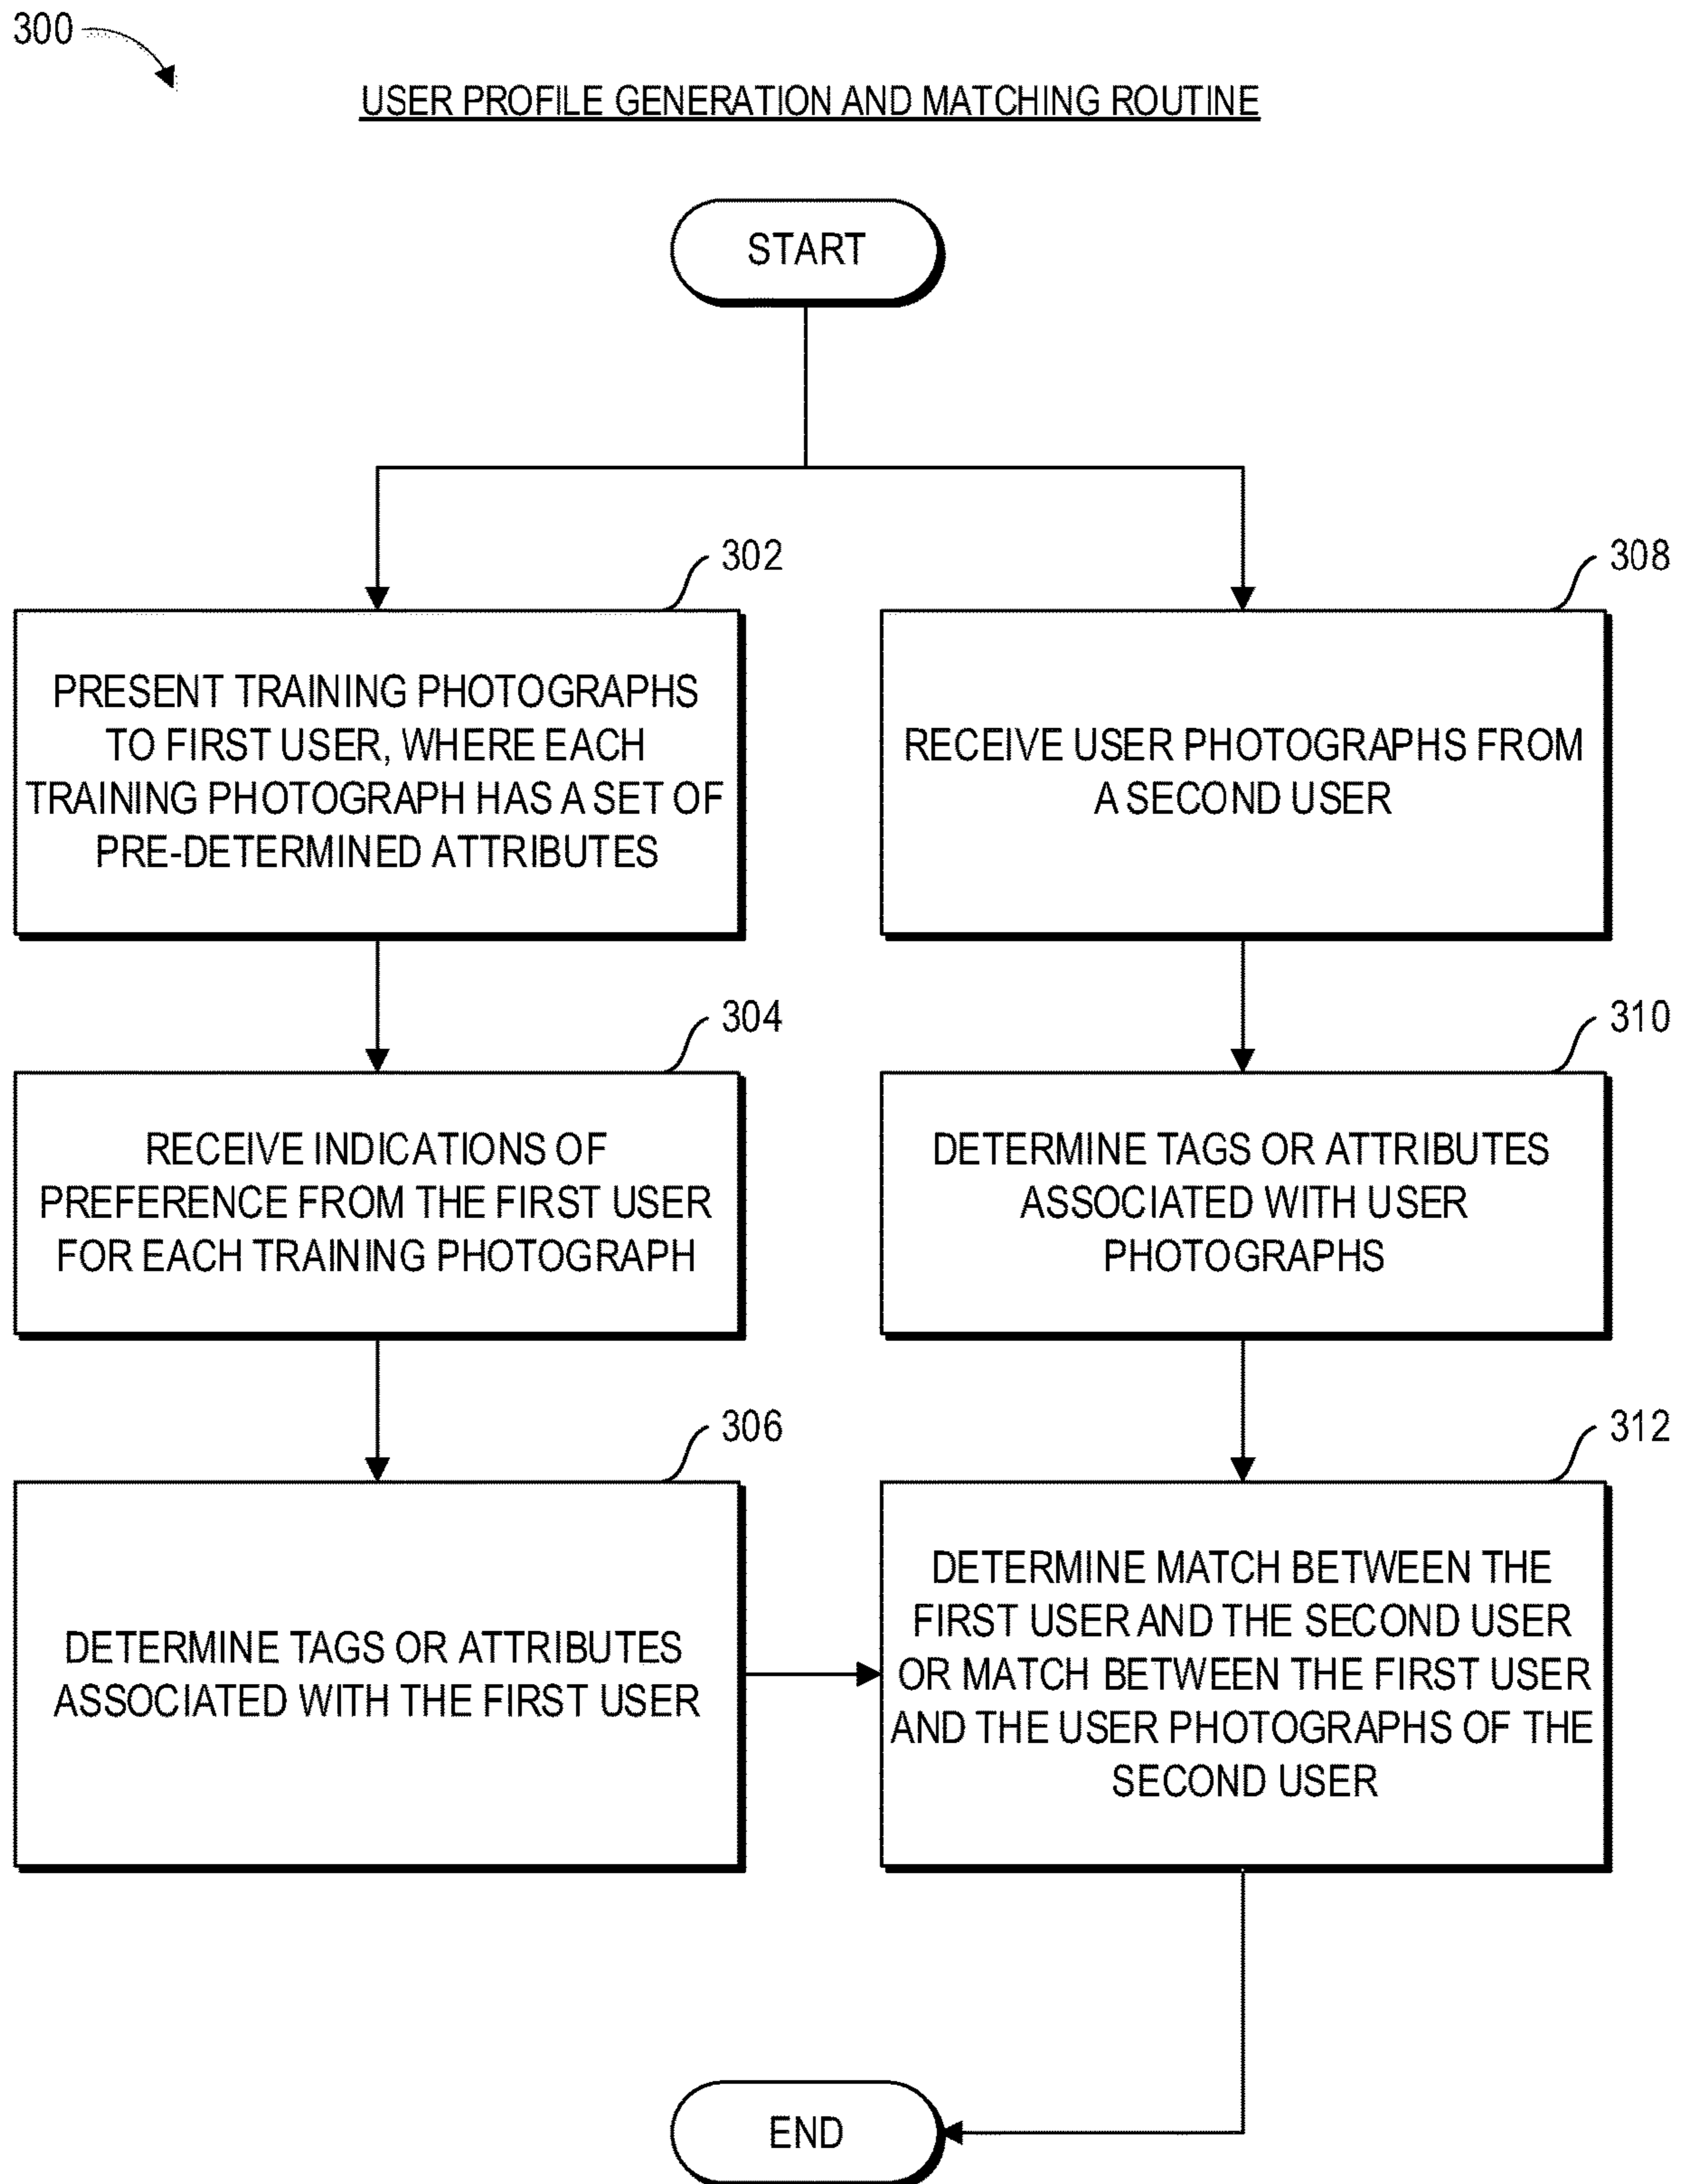 300
USER PROFILE GENERATION AND MATCHING ROUTINE
START
302
PRESENT TRAINING PHOTOGRAPHS
TO FIRST USER, WHERE EACH
TRAINING PHOTOGRAPH HAS A SET OF
PRE-DETERMINED ATTRIBUTES
308
RECEIVE USER PHOTOGRAPHS FROM
A SECOND USER
304
RECEIVE INDICATIONS OF
PREFERENCE FROM THE FIRST USER
FOR EACH TRAINING PHOTOGRAPH
310
DETERMINE TAGS OR ATTRIBUTES
ASSOCIATED WITH USER
PHOTOGRAPHS
306
DETERMINE TAGS OR ATTRIBUTES
ASSOCIATED WITH THE FIRST USER
312
DETERMINE MATCH BETWEEN THE
FIRST USER AND THE SECOND USER
OR MATCH BETWEEN THE FIRST USER
AND THE USER PHOTOGRAPHS OF THE
SECOND USER
END